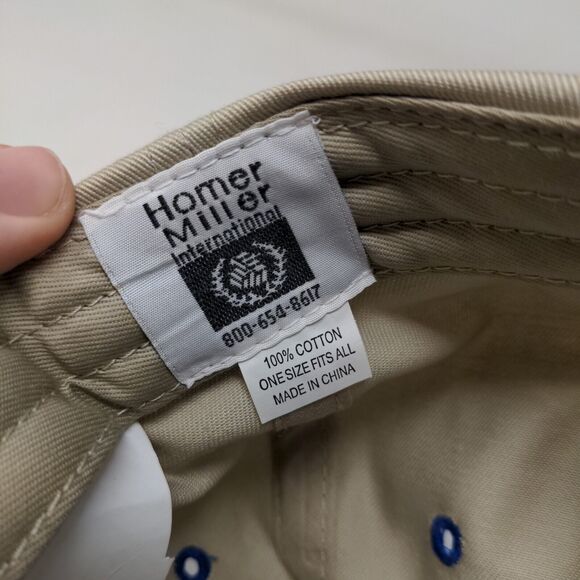 Homer
Miller
International
800-654-8617
100% COTTON
ONE SIZE FITS ALL
MADE IN CHINA